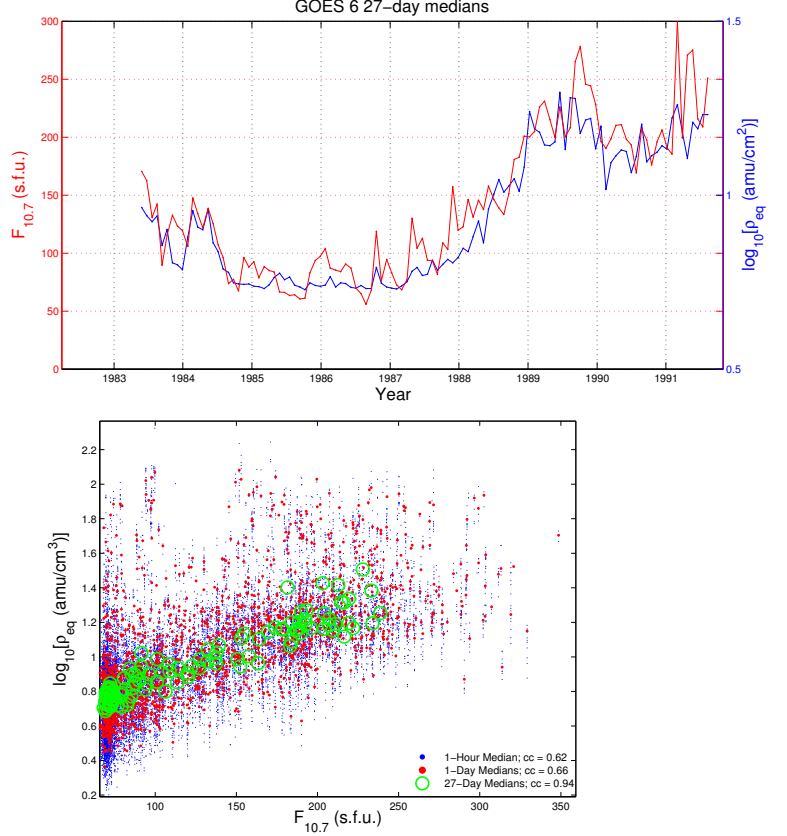 GOES 6 27−day medians
300
250
200
150
100
50
0
F10.7 (s.f.u.)
1.5
1
0.5
log10[ρeq (amu/cm2)]
1983 1984 1985 1986 1987 1988 1989 1990 1991
Year
2.2
2
1.8
1.6
1.4
1.2
1
0.8
0.6
0.4
0.2
log10[ρeq (amu/cm3)]
1−Hour Median; cc = 0.62
1−Day Medians; cc = 0.66
27−Day Medians; cc = 0.94
100 150 200 250 300 350
F10.7 (s.f.u.)